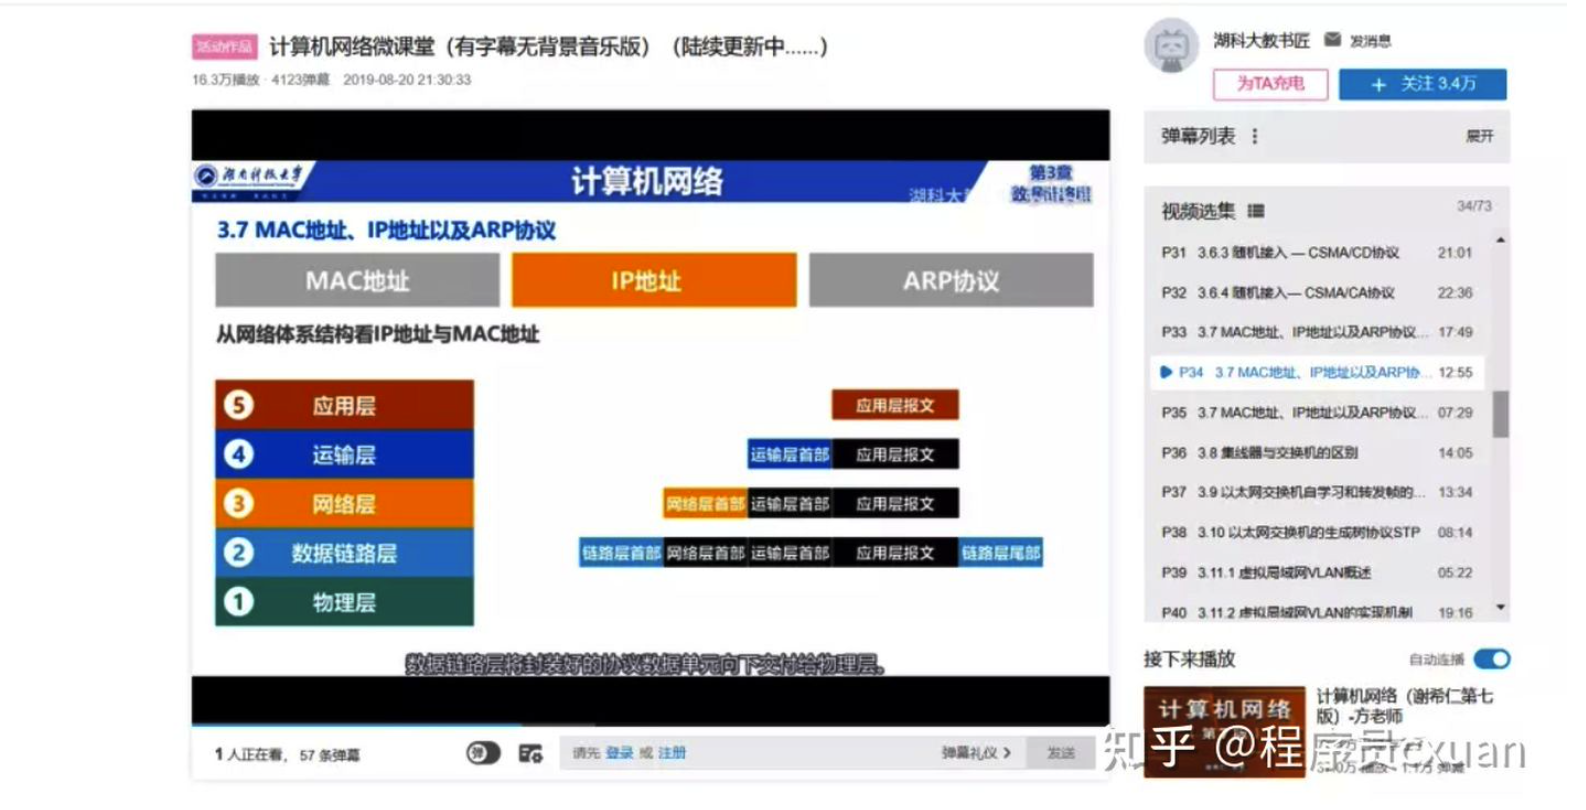 活动作品 计算机网络微课堂（有字幕无背景音乐版）（陆续更新中......）
16.3万播放 · 4123弹幕 2019-08-20 21:30:33
湖南科技大学
计算机网络
第3章
湖科大教
3.7 MAC地址、IP地址以及ARP协议
MAC地址 IP地址 ARP协议
从网络体系结构看IP地址与MAC地址
5 应用层 应用层报文
4 运输层 运输层首部 应用层报文
3 网络层 网络层首部 运输层首部 应用层报文
2 数据链路层 链路层首部 网络层首部 运输层首部 应用层报文 链路层尾部
1 物理层
数据链路层将封装好的协议数据单元向下交付给物理层。
1 人正在看，57 条弹幕
弹 请先 登录 或 注册 弹幕礼仪 > 发送
湖科大教书匠 发消息
为TA充电 + 关注 3.4万
弹幕列表 展开
视频选集 34/73
P31 3.6.3 随机接入 — CSMA/CD协议 21:01
P32 3.6.4 随机接入— CSMA/CA协议 22:36
P33 3.7 MAC地址、IP地址以及ARP协议... 17:49
P34 3.7 MAC地址、IP地址以及ARP协... 12:55
P35 3.7 MAC地址、IP地址以及ARP协议... 07:29
P36 3.8 集线器与交换机的区别 14:05
P37 3.9 以太网交换机自学习和转发帧的... 13:34
P38 3.10 以太网交换机的生成树协议STP 08:14
P39 3.11.1 虚拟局域网VLAN概述 05:22
P40 3.11.2 虚拟局域网VLAN的实现机制 19:16
接下来播放 自动连播
计算机网络
计算机网络（谢希仁第七
版）-方老师
知乎 @程序员cxuan